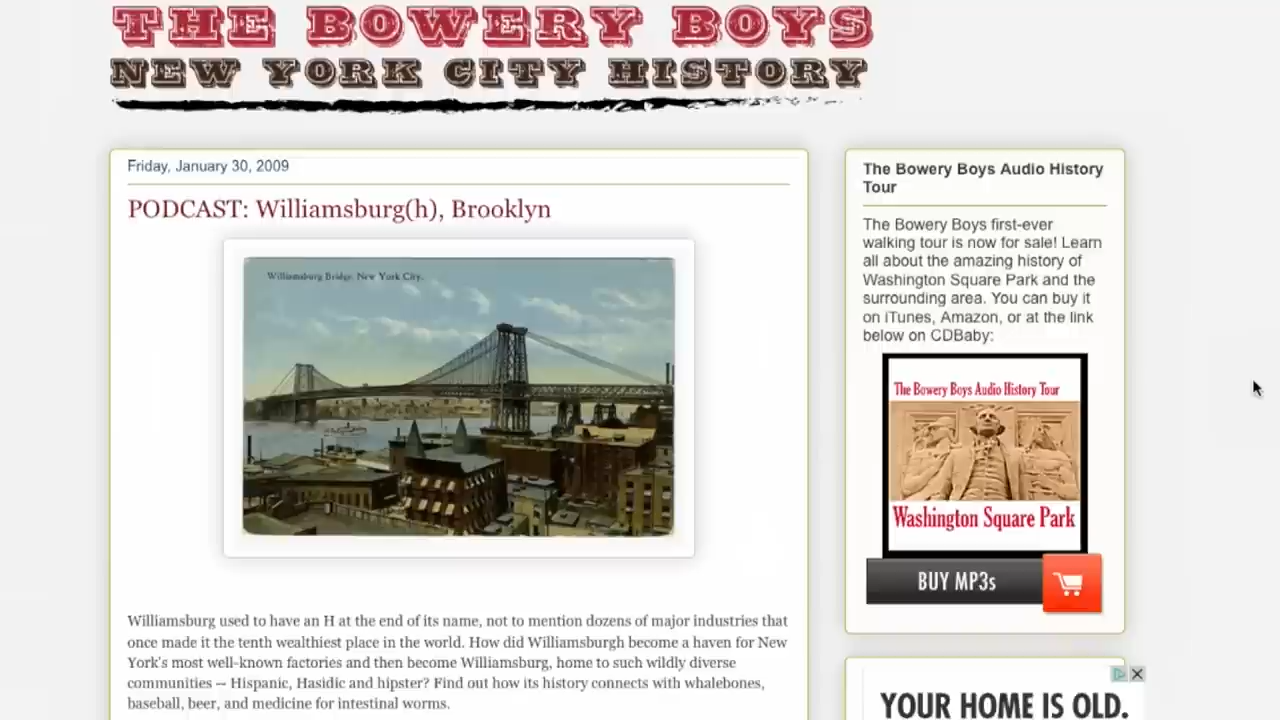 THE BOWERY BOYS
NEW YORK CITY HISTORY
Friday, January 30, 2009
PODCAST: Williamsburg(h), Brooklyn
Williamsburg Bridge, New York City.
Williamsburg used to have an H at the end of its name, not to mention dozens of major industries that
once made it the tenth wealthiest place in the world. How did Williamsburgh become a haven for New
York's most well-known factories and then become Williamsburg, home to such wildly diverse
communities -- Hispanic, Hasidic and hipster? Find out how its history connects with whalebones,
baseball, beer, and medicine for intestinal worms.
The Bowery Boys Audio History
Tour
The Bowery Boys first-ever
walking tour is now for sale! Learn
all about the amazing history of
Washington Square Park and the
surrounding area. You can buy it
on iTunes, Amazon, or at the link
below on CDBaby:
The Bowery Boys Audio History Tour
Washington Square Park
BUY MP3s
YOUR HOME IS OLD.